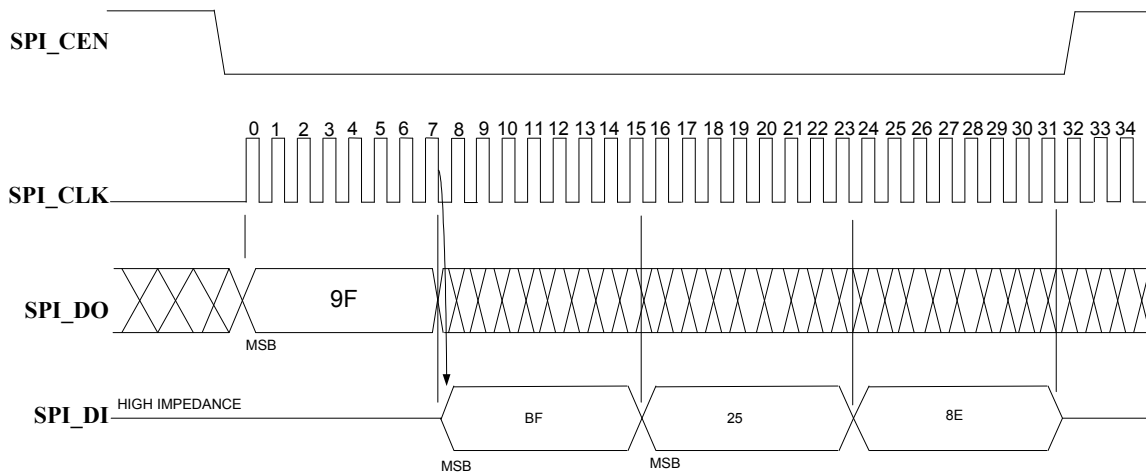 SPI_CEN
0 1 2 3 4 5 6 7 8 9 10 11 12 13 14 15 16 17 18 19 20 21 22 23 24 25 26 27 28 29 30 31 32 33 34
SPI_CLK
9F
SPI_DO
MSB
HIGH IMPEDANCE
SPI_DI
BF
25
8E
MSB
MSB